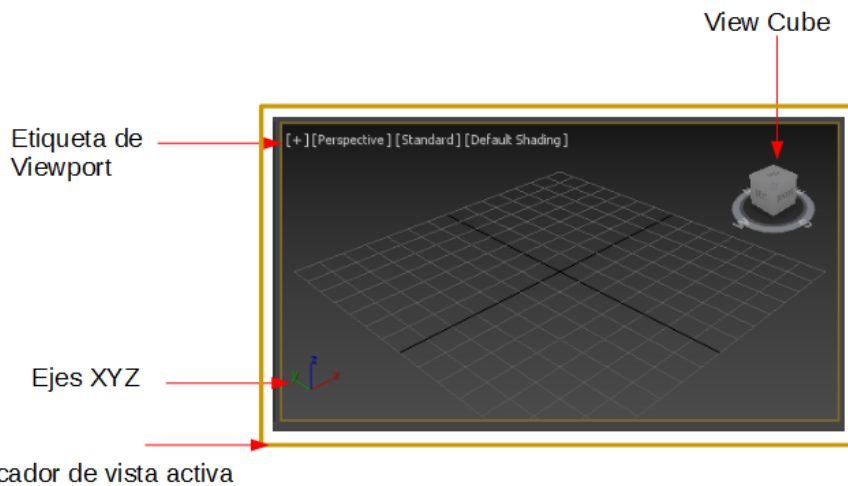 View Cube
Etiqueta de
Viewport
[+][Perspective][Standard][Default Shading]
Ejes XYZ
z
y
x
cador de vista activa